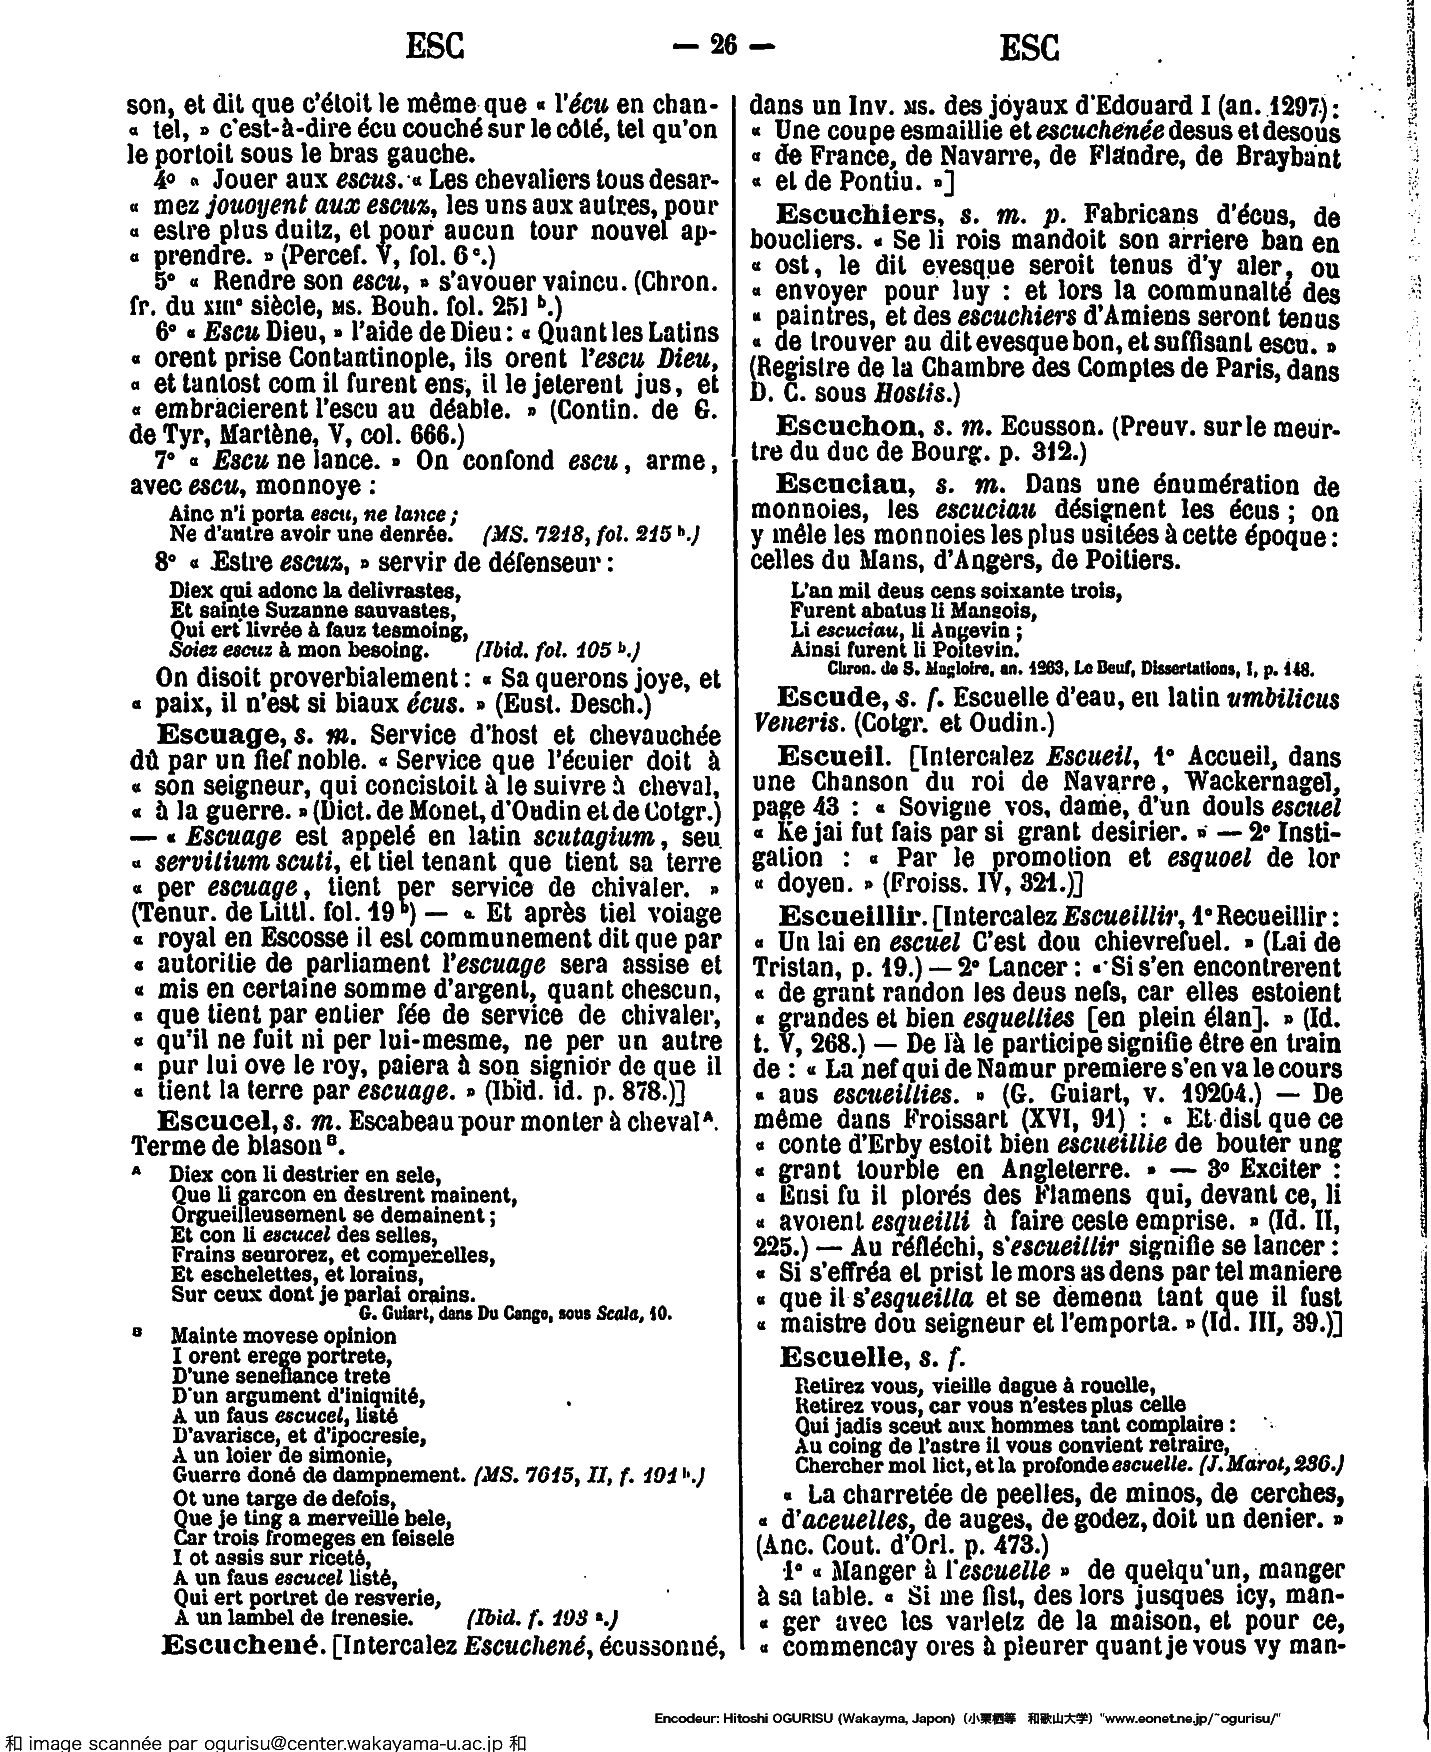 ESC — 26 — ESC
son, et dit que c'étoit le même que « l'écu en chan-
« tel, » c'est-à-dire écu couché sur le côté, tel qu'on
le portoit sous le bras gauche.
4° « Jouer aux escus. « Les chevaliers tous desar-
« mez jouoyent aux escuz, les uns aux autres, pour
« estre plus duitz, et pour aucun tour nouvel ap-
« prendre. » (Percef. V, fol. 6 c.)
5° « Rendre son escu, » s'avouer vaincu. (Chron.
fr. du XIIIe siècle, MS. Bouh. fol. 251 b.)
6° « Escu Dieu, » l'aide de Dieu : « Quant les Latins
« orent prise Contantinople, ils orent l'escu Dieu,
« et tantost com il furent ens, il le jeterent jus, et
« embracierent l'escu au déable. » (Contin. de G.
de Tyr, Martène, V, col. 666.)
7° « Escu ne lance. » On confond escu, arme,
avec escu, monnoye :
Ainc n'i porta escu, ne lance ;
Ne d'autre avoir une denrée. (MS. 7218, fol. 215 b.)
8° « Estre escuz, » servir de défenseur :
Diex qui adonc la delivrastes,
Et sainte Suzanne sauvastes,
Qui ert livrée à fauz tesmoing,
Soiez escuz à mon besoing. (Ibid. fol. 105 b.)
On disoit proverbialement : « Sa querons joye, et
« paix, il n'est si biaux écus. » (Eust. Desch.)
Escuage, s. m. Service d'host et chevauchée
dû par un fief noble. « Service que l'écuier doit à
« son seigneur, qui concistoit à le suivre à cheval,
« à la guerre. » (Dict. de Monet, d'Oudin et de Cotgr.)
— « Escuage est appelé en latin scutagium, seu
« servitium scuti, et tiel tenant que tient sa terre
« per escuage, tient per service de chivaler. »
(Tenur. de Littl. fol. 19 b) — « Et après tiel voiage
« royal en Escosse il est communement dit que par
« autoritie de parliament l'escuage sera assise et
« mis en certaine somme d'argent, quant chescun,
« que tient par entier fée de service de chivaler,
« qu'il ne fuit ni per lui-mesme, ne per un autre
« pur lui ove le roy, paiera à son signior de que il
« tient la terre par escuage. » (Ibid. id. p. 878.)]
Escucel, s. m. Escabeau pour monter à cheval A.
Terme de blason B.
A Diex con li destrier en sele,
Que li garcon en destrent mainent,
Orgueilleusement se demainent ;
Et con li escucel des selles,
Frains seurorez, et comperelles,
Et eschelettes, et lorains,
Sur ceux dont je parlai orains.
G. Guiart, dans Du Cange, sous Scala, 10.
B Mainte movese opinion
I orent erege portrete,
D'une senefiance trete
D'un argument d'iniquité,
A un faus escucel, listé
D'avarisce, et d'ipocresie,
A un loier de simonie,
Guerre doné de dampnement. (MS. 7615, II, f. 191 b.)
Ot une targe de defois,
Que je ting a merveille bele,
Car trois fromeges en feisele
I ot assis sur riceté,
A un faus escucel listé,
Qui ert portret de resverie,
A un lambel de frenesie. (Ibid. f. 193 a.)
Escuchené. [Intercalez Escuchené, écussonné,
dans un Inv. MS. des joyaux d'Edouard I (an. 1297) :
« Une coupe esmaillie et escuchenée desus et desous
« de France, de Navarre, de Flandre, de Braybant
« et de Pontiu. »]
Escuchiers, s. m. p. Fabricans d'écus, de
boucliers. « Se li rois mandoit son arriere ban en
« ost, le dit evesque seroit tenus d'y aler, ou
« envoyer pour luy : et lors la communalté des
« paintres, et des escuchiers d'Amiens seront tenus
« de trouver au dit evesque bon, et suffisant escu. »
(Registre de la Chambre des Comptes de Paris, dans
D. C. sous Hostis.)
Escuchon, s. m. Ecusson. (Preuv. sur le meur-
tre du duc de Bourg. p. 312.)
Escuciau, s. m. Dans une énumération de
monnoies, les escuciau désignent les écus ; on
y mêle les monnoies les plus usitées à cette époque :
celles du Mans, d'Angers, de Poitiers.
L'an mil deus cens soixante trois,
Furent abatus li Mansois,
Li escuciau, li Angevin ;
Ainsi furent li Poitevin.
Chron. de S. Magloire, an. 1263, Le Beuf, Dissertations, I, p. 148.
Escude, s. f. Escuelle d'eau, en latin umbilicus
Veneris. (Cotgr. et Oudin.)
Escueil. [Intercalez Escueil, 1° Accueil, dans
une Chanson du roi de Navarre, Wackernagel,
page 43 : « Sovigne vos, dame, d'un douls escuel
« Ke jai fut fais par si grant desirier. » — 2° Insti-
gation : « Par le promotion et esquoel de lor
« doyen. » (Froiss. IV, 321.)]
Escueillir. [Intercalez Escueillir, 1° Recueillir :
« Un lai en escuel C'est dou chievrefuel. » (Lai de
Tristan, p. 19.) — 2° Lancer : « Si s'en encontrerent
« de grant randon les deus nefs, car elles estoient
« grandes et bien esquellies [en plein élan]. » (Id.
t. V, 268.) — De là le participe signifie être en train
de : « La nef qui de Namur premiere s'en va le cours
« aus escueillies. » (G. Guiart, v. 19204.) — De
même dans Froissart (XVI, 91) : « Et dist que ce
« conte d'Erby estoit bien escueillie de bouter ung
« grant tourble en Angleterre. » — 3° Exciter :
« Ensi fu il plorés des Flamens qui, devant ce, li
« avoient esqueilli à faire ceste emprise. » (Id. II,
225.) — Au réfléchi, s'escueillir signifie se lancer :
« Si s'effréa et prist le mors as dens par tel maniere
« que il s'esqueilla et se demena tant que il fust
« maistre dou seigneur et l'emporta. » (Id. III, 39.)]
Escuelle, s. f.
Retirez vous, vieille dague à rouelle,
Retirez vous, car vous n'estes plus celle
Qui jadis sceut aux hommes tant complaire :
Au coing de l'astre il vous convient retraire,
Chercher mol lict, et la profonde escuelle. (J. Marot, 236.)
« La charretée de peelles, de minos, de cerches,
« d'aceuelles, de auges, de godez, doit un denier. »
(Anc. Cout. d'Orl. p. 473.)
1° « Manger à l'escuelle » de quelqu'un, manger
à sa table. « Si me fist, des lors jusques icy, man-
« ger avec les varletz de la maison, et pour ce,
« commencay ores à pleurer quant je vous vy man-
Encodeur: Hitoshi OGURISU (Wakayma, Japon) (小栗栖等 和歌山大学) "www.eonet.ne.jp/~ogurisu/"
和 image scannée par ogurisu@center.wakayama-u.ac.jp 和